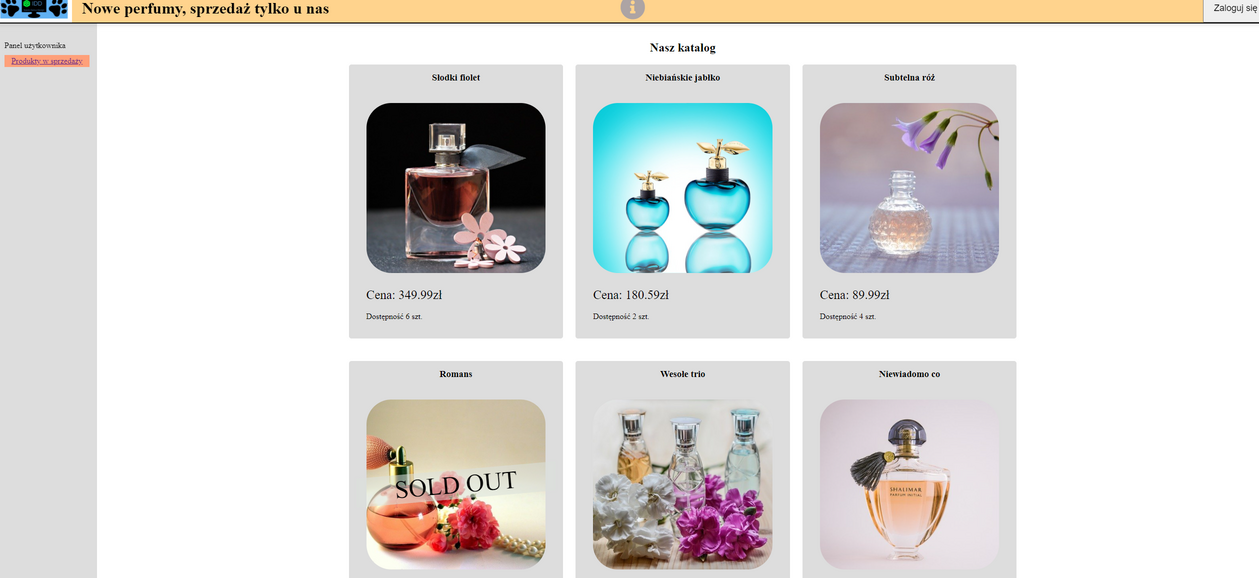 IDD
Nowe perfumy, sprzedaż tylko u nas
Zaloguj się
Panel użytkownika
Produkty w sprzedaży
Nasz katalog
Słodki fiolet
Niebiańskie jabłko
Subtelna róż
Cena: 349.99zł
Cena: 180.59zł
Cena: 89.99zł
Dostępność 6 szt.
Dostępność 2 szt.
Dostępność 4 szt.
Romans
Wesołe trio
Niewiadomo co
SOLD OUT
SHALIMAR
PARFUM INITIAL